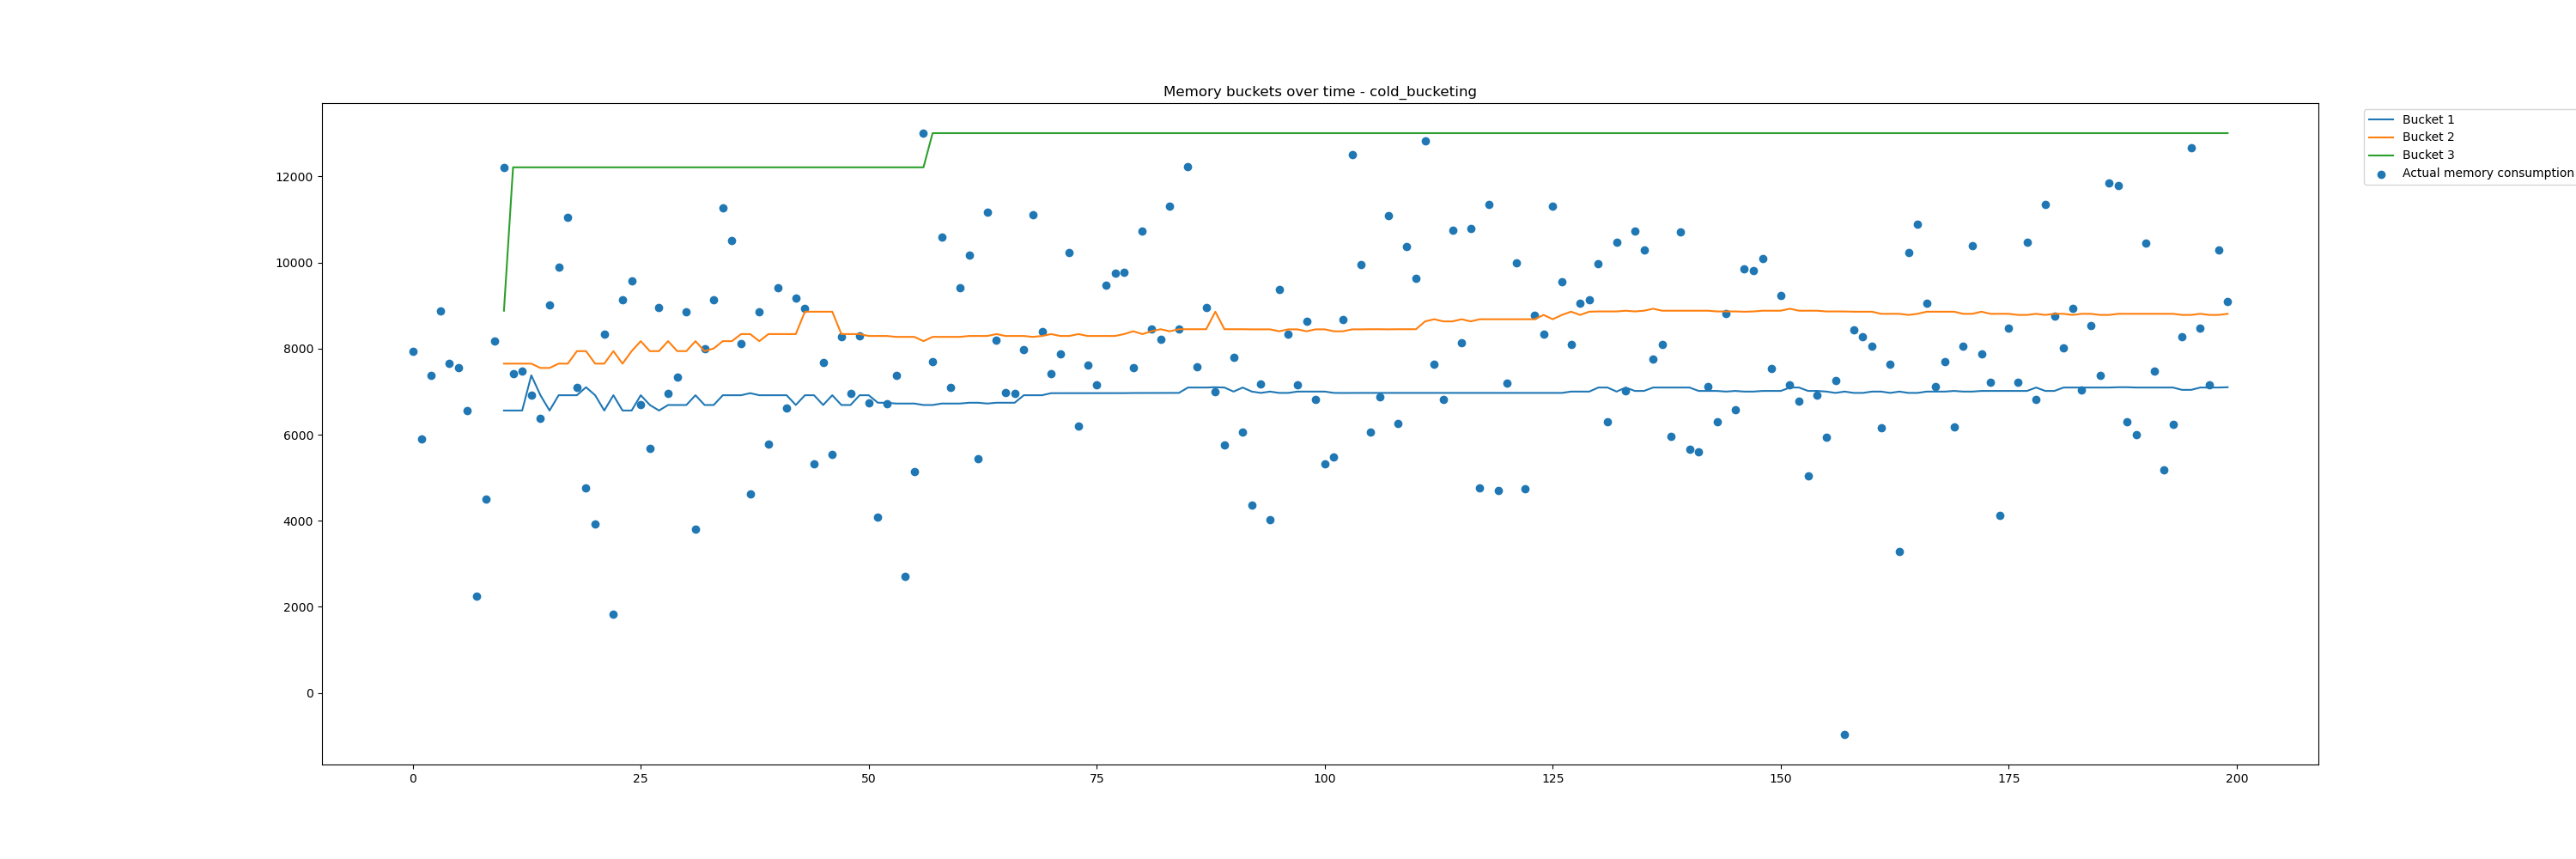 Memory buckets over time - cold_bucketing
Bucket 1
Bucket 2
Bucket 3
Actual memory consumption
12000
10000
8000
6000
4000
2000
0
0 25 50 75 100 125 150 175 200